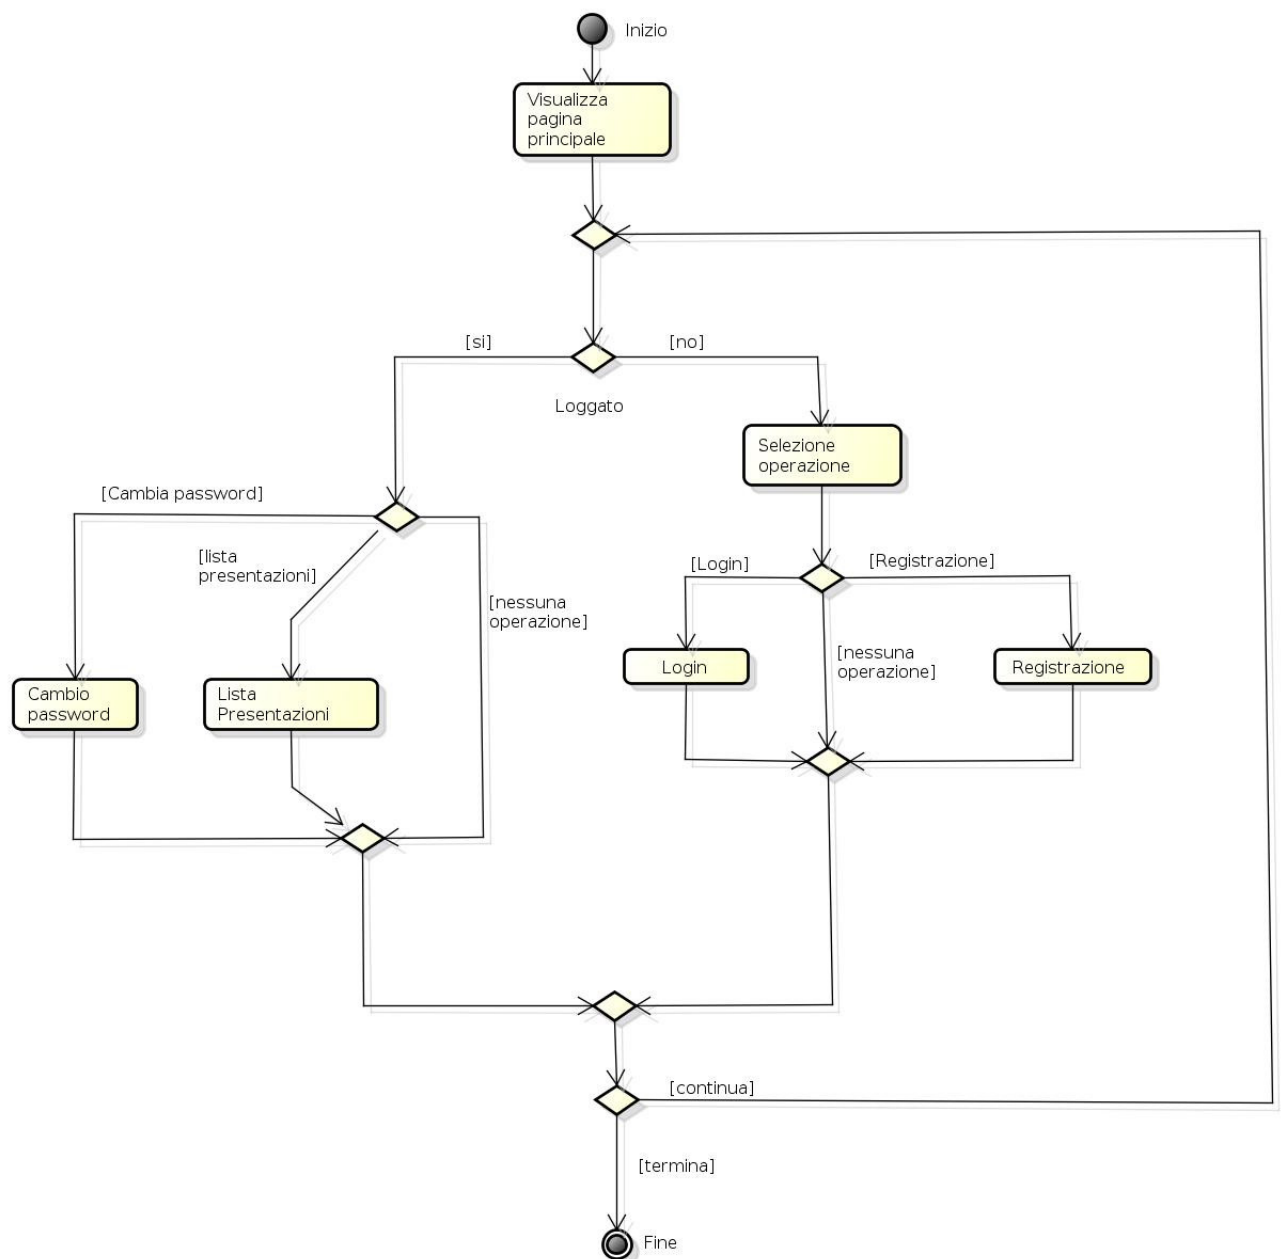 Inizio
Visualizza
pagina
principale
[si]
[no]
Loggato
Selezione
operazione
[Cambia password]
[lista
presentazioni]
[nessuna
operazione]
[Login]
[Registrazione]
[nessuna
operazione]
Login
Registrazione
Cambio
password
Lista
Presentazioni
[continua]
[termina]
Fine